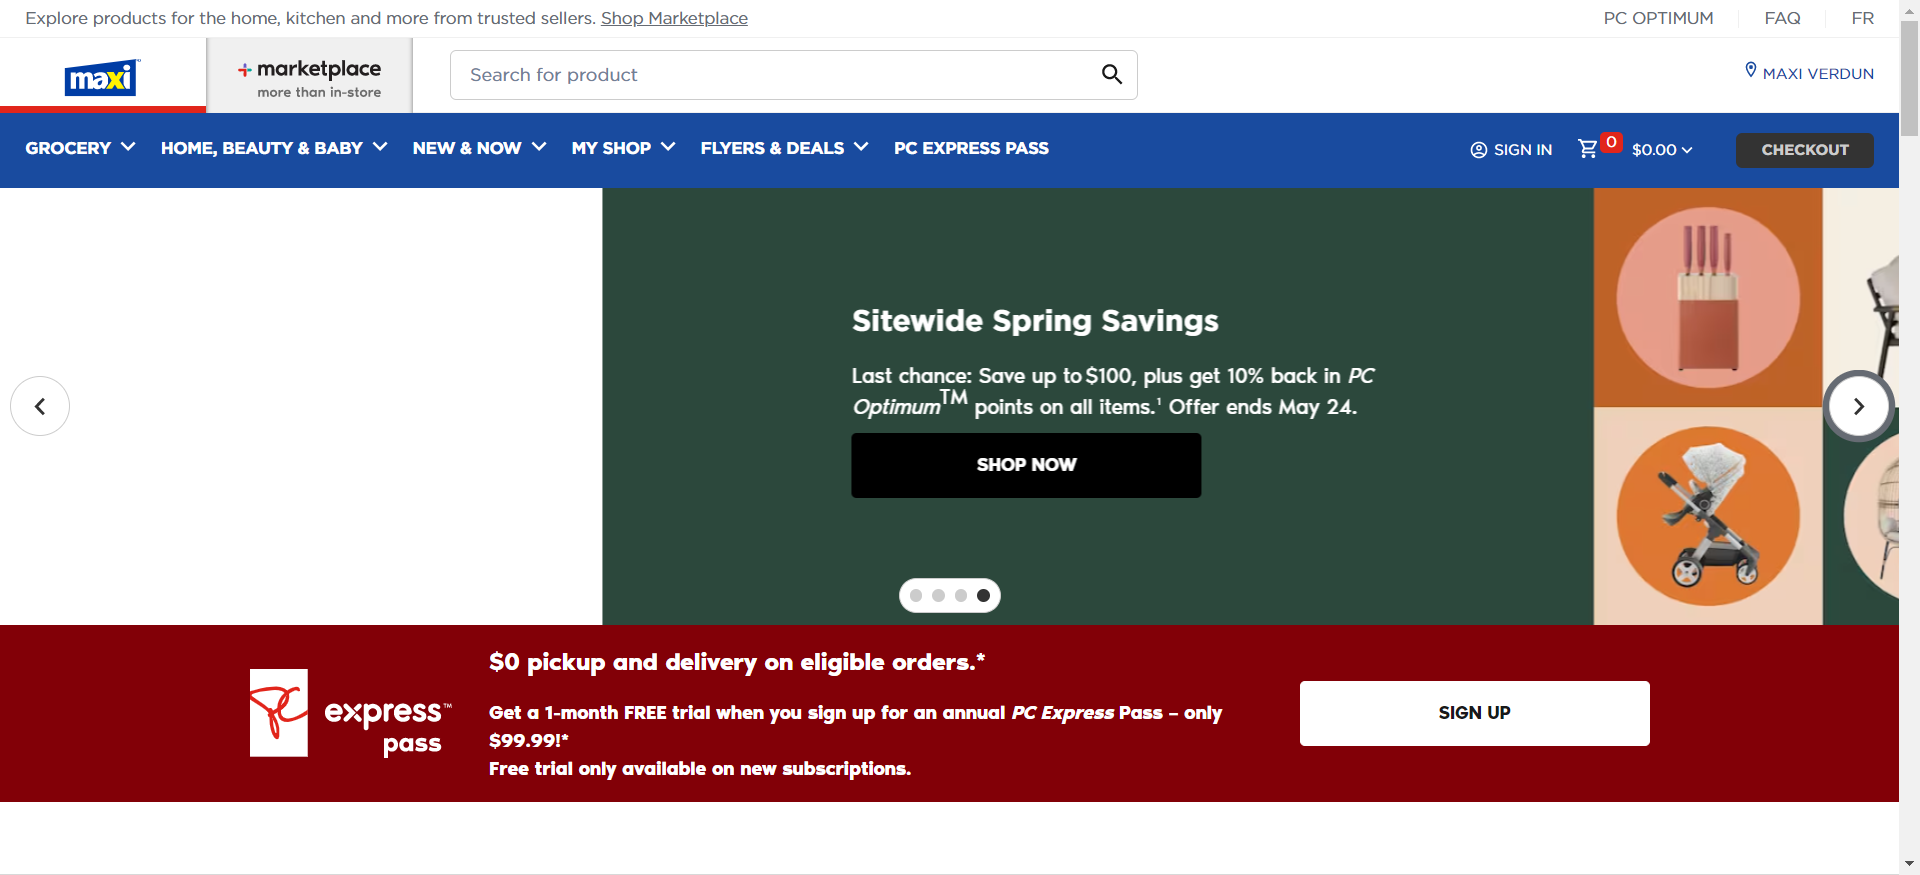 Explore products for the home, kitchen and more from trusted sellers. Shop Marketplace
PC OPTIMUM
FAQ
FR
maxi
marketplace
more than in-store
Search for product
MAXI VERDUN
GROCERY
HOME, BEAUTY & BABY
NEW & NOW
MY SHOP
FLYERS & DEALS
PC EXPRESS PASS
SIGN IN
0
$0.00
CHECKOUT
Sitewide Spring Savings
Last chance: Save up to $100, plus get 10% back in PC
Optimum™ points on all items.¹ Offer ends May 24.
SHOP NOW
$0 pickup and delivery on eligible orders.*
PC express™
pass
Get a 1-month FREE trial when you sign up for an annual PC Express Pass – only
$99.99!*
Free trial only available on new subscriptions.
SIGN UP